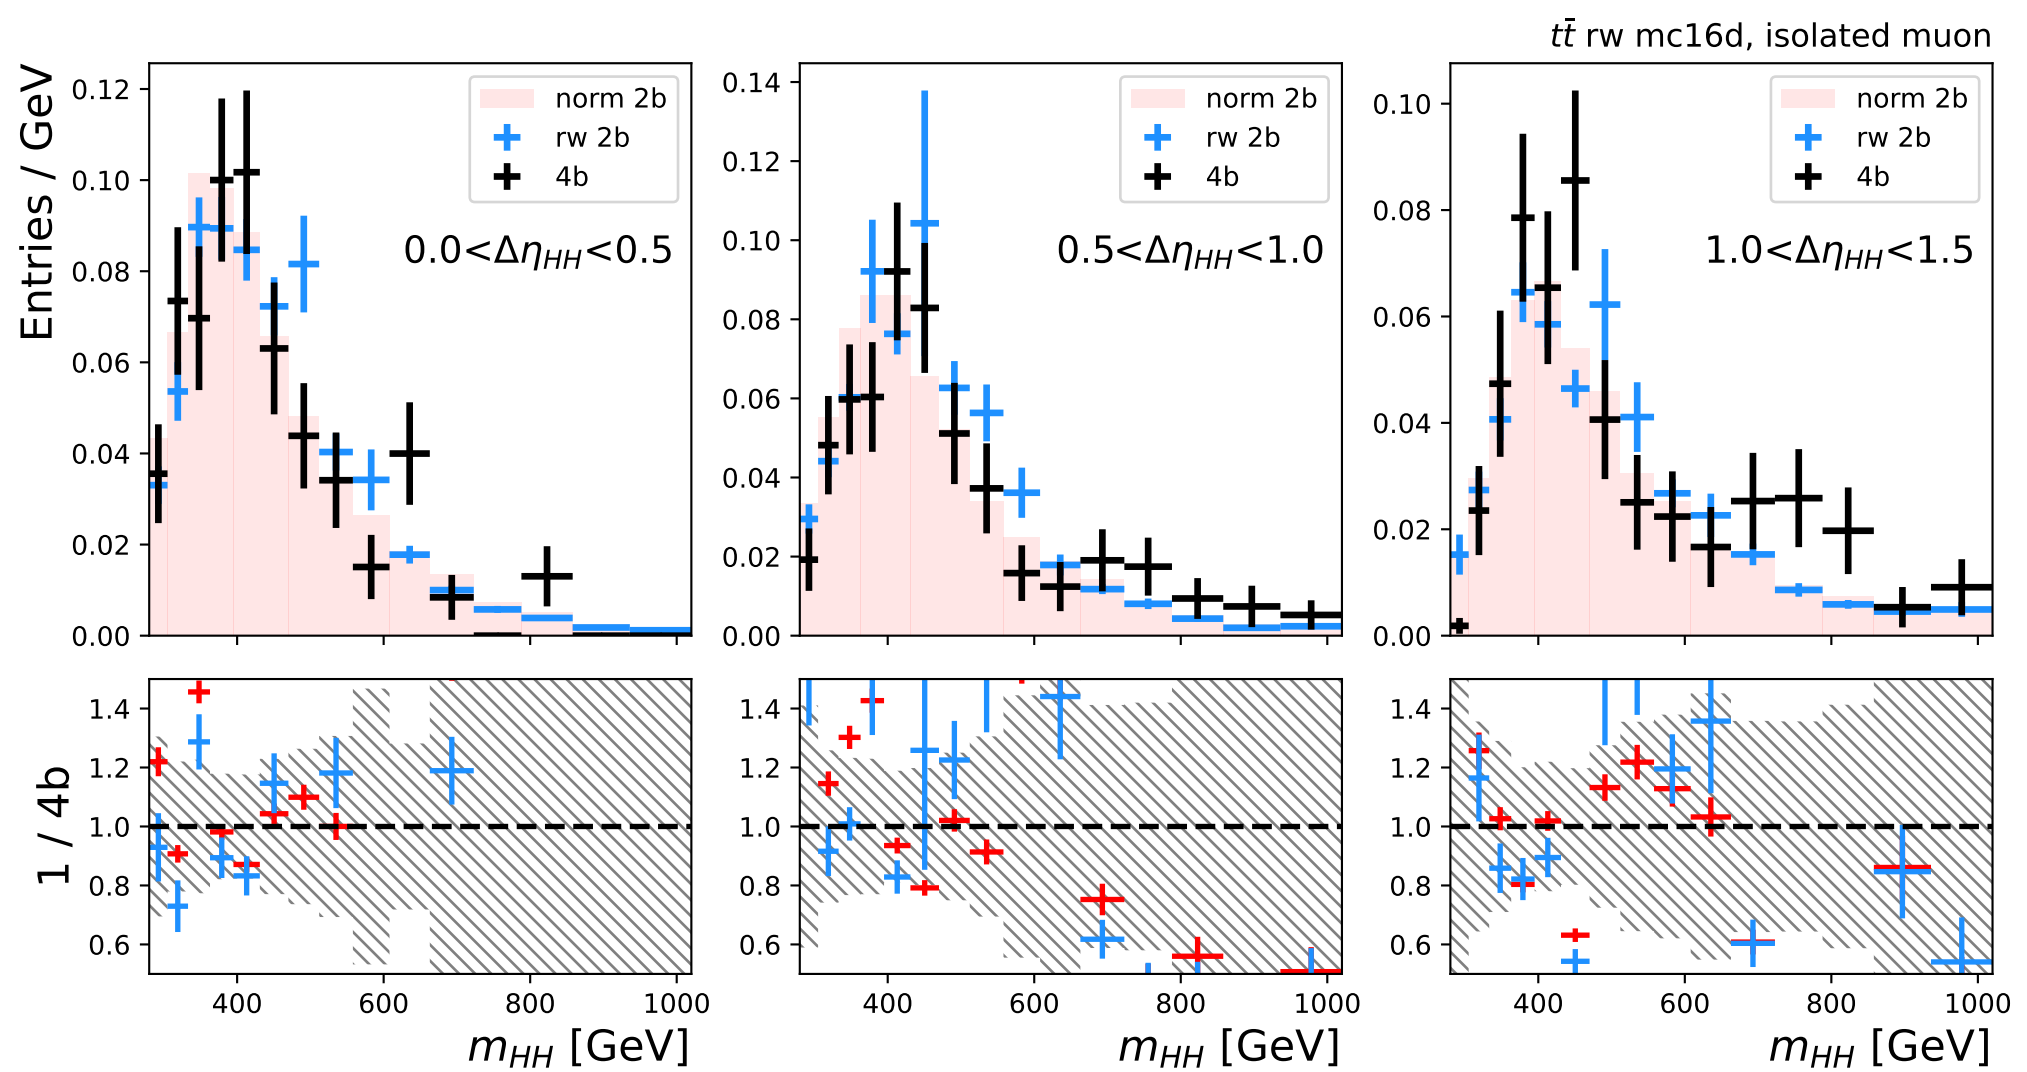 tt̄ rw mc16d, isolated muon
Entries / GeV
0.12
0.10
0.08
0.06
0.04
0.02
0.00
norm 2b
rw 2b
4b
0.0<Δη_HH<0.5
0.14
0.12
0.10
0.08
0.06
0.04
0.02
0.00
norm 2b
rw 2b
4b
0.5<Δη_HH<1.0
0.10
0.08
0.06
0.04
0.02
0.00
norm 2b
rw 2b
4b
1.0<Δη_HH<1.5
1 / 4b
1.4
1.2
1.0
0.8
0.6
400 600 800 1000
m_HH [GeV]
1.4
1.2
1.0
0.8
0.6
400 600 800 1000
m_HH [GeV]
1.4
1.2
1.0
0.8
0.6
400 600 800 1000
m_HH [GeV]